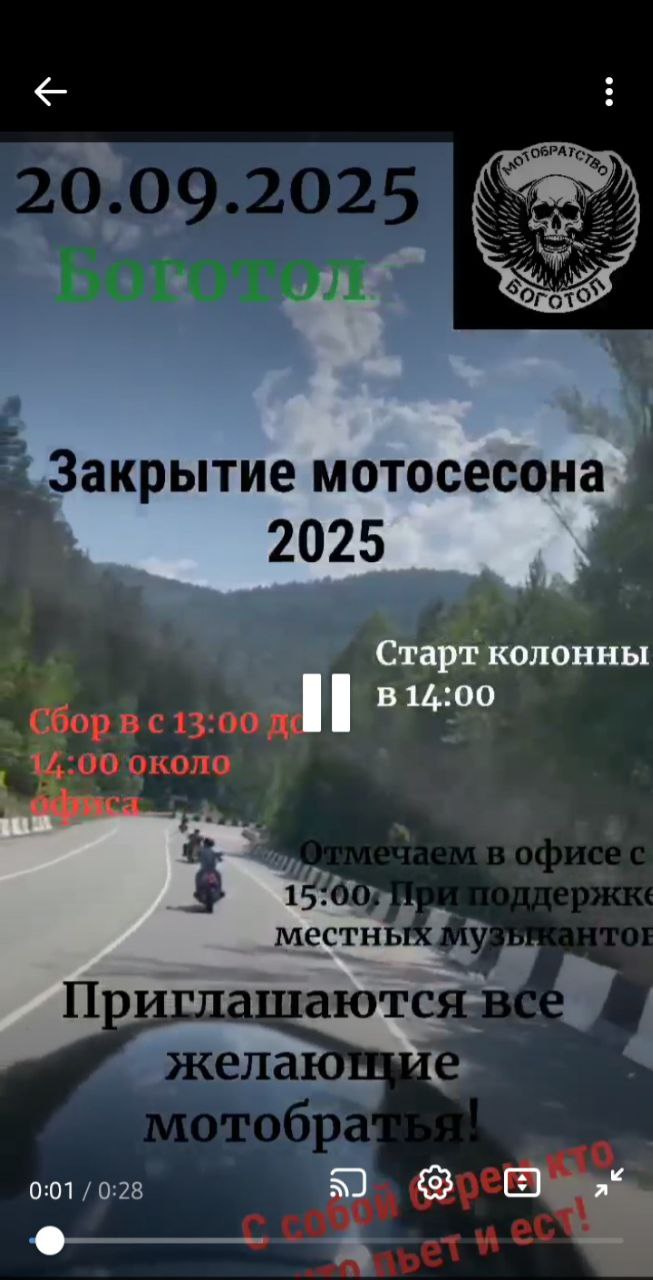 20.09.2025
Боготол.
МОТОБРАТСТВО
БОГОТОЛ
Закрытие мотосесона
2025
Старт колонны
в 14:00
Сбор в с 13:00 до
14:00 около
офиса
Отмечаем в офисе с
15:00. При поддержке
местных музыкантов
Приглашаются все
желающие
мотобратья!
С собой берем кто
что пьет и ест!
0:01 / 0:28